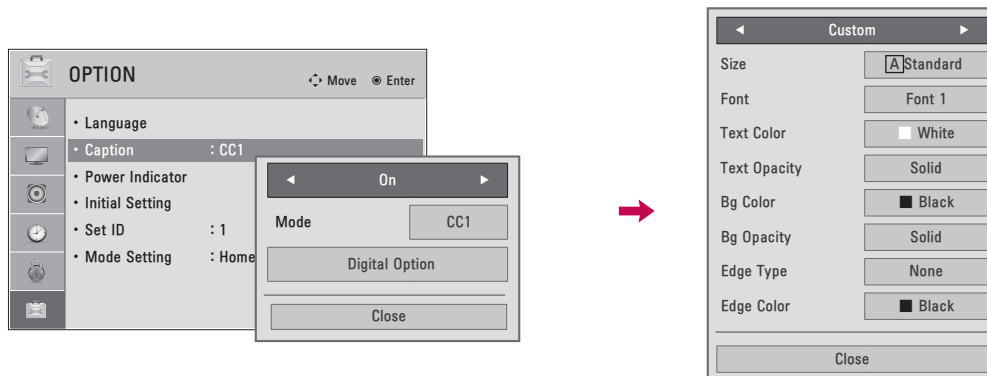 OPTION
Move Enter
• Language
• Caption : CC1
• Power Indicator
• Initial Setting
• Set ID : 1
• Mode Setting : Home
◄ On ►
Mode CC1
Digital Option
Close
◄ Custom ►
Size A Standard
Font Font 1
Text Color White
Text Opacity Solid
Bg Color Black
Bg Opacity Solid
Edge Type None
Edge Color Black
Close